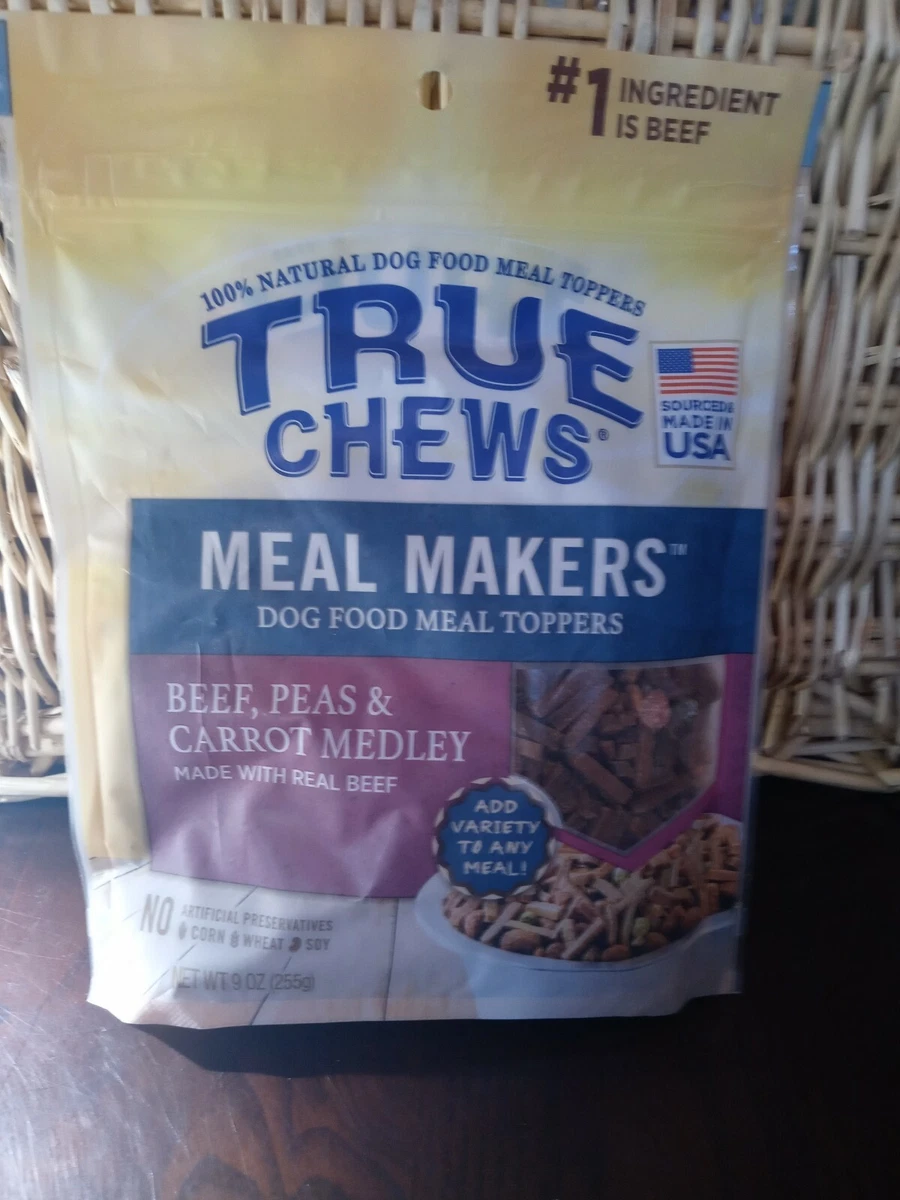 #1 INGREDIENT
IS BEEF
100% NATURAL DOG FOOD MEAL TOPPERS
TRUE
CHEWS®
SOURCED &
MADE IN
USA
MEAL MAKERS™
DOG FOOD MEAL TOPPERS
BEEF, PEAS &
CARROT MEDLEY
MADE WITH REAL BEEF
ADD
VARIETY
TO ANY
MEAL!
NO ARTIFICIAL PRESERVATIVES
CORN WHEAT SOY
NET WT 9 OZ (255g)